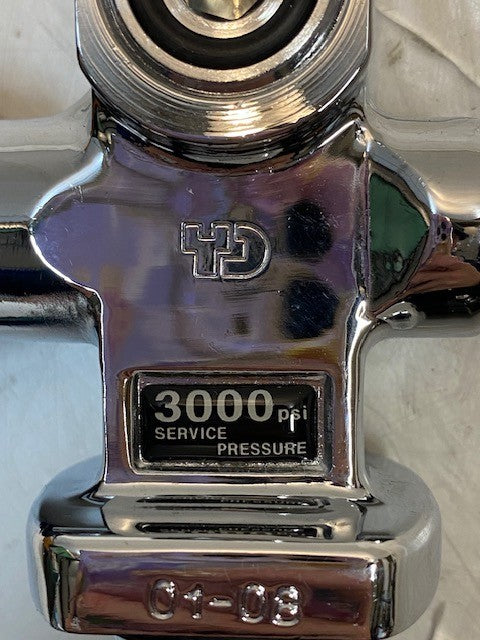 3000 psi
SERVICE
PRESSURE
01-08